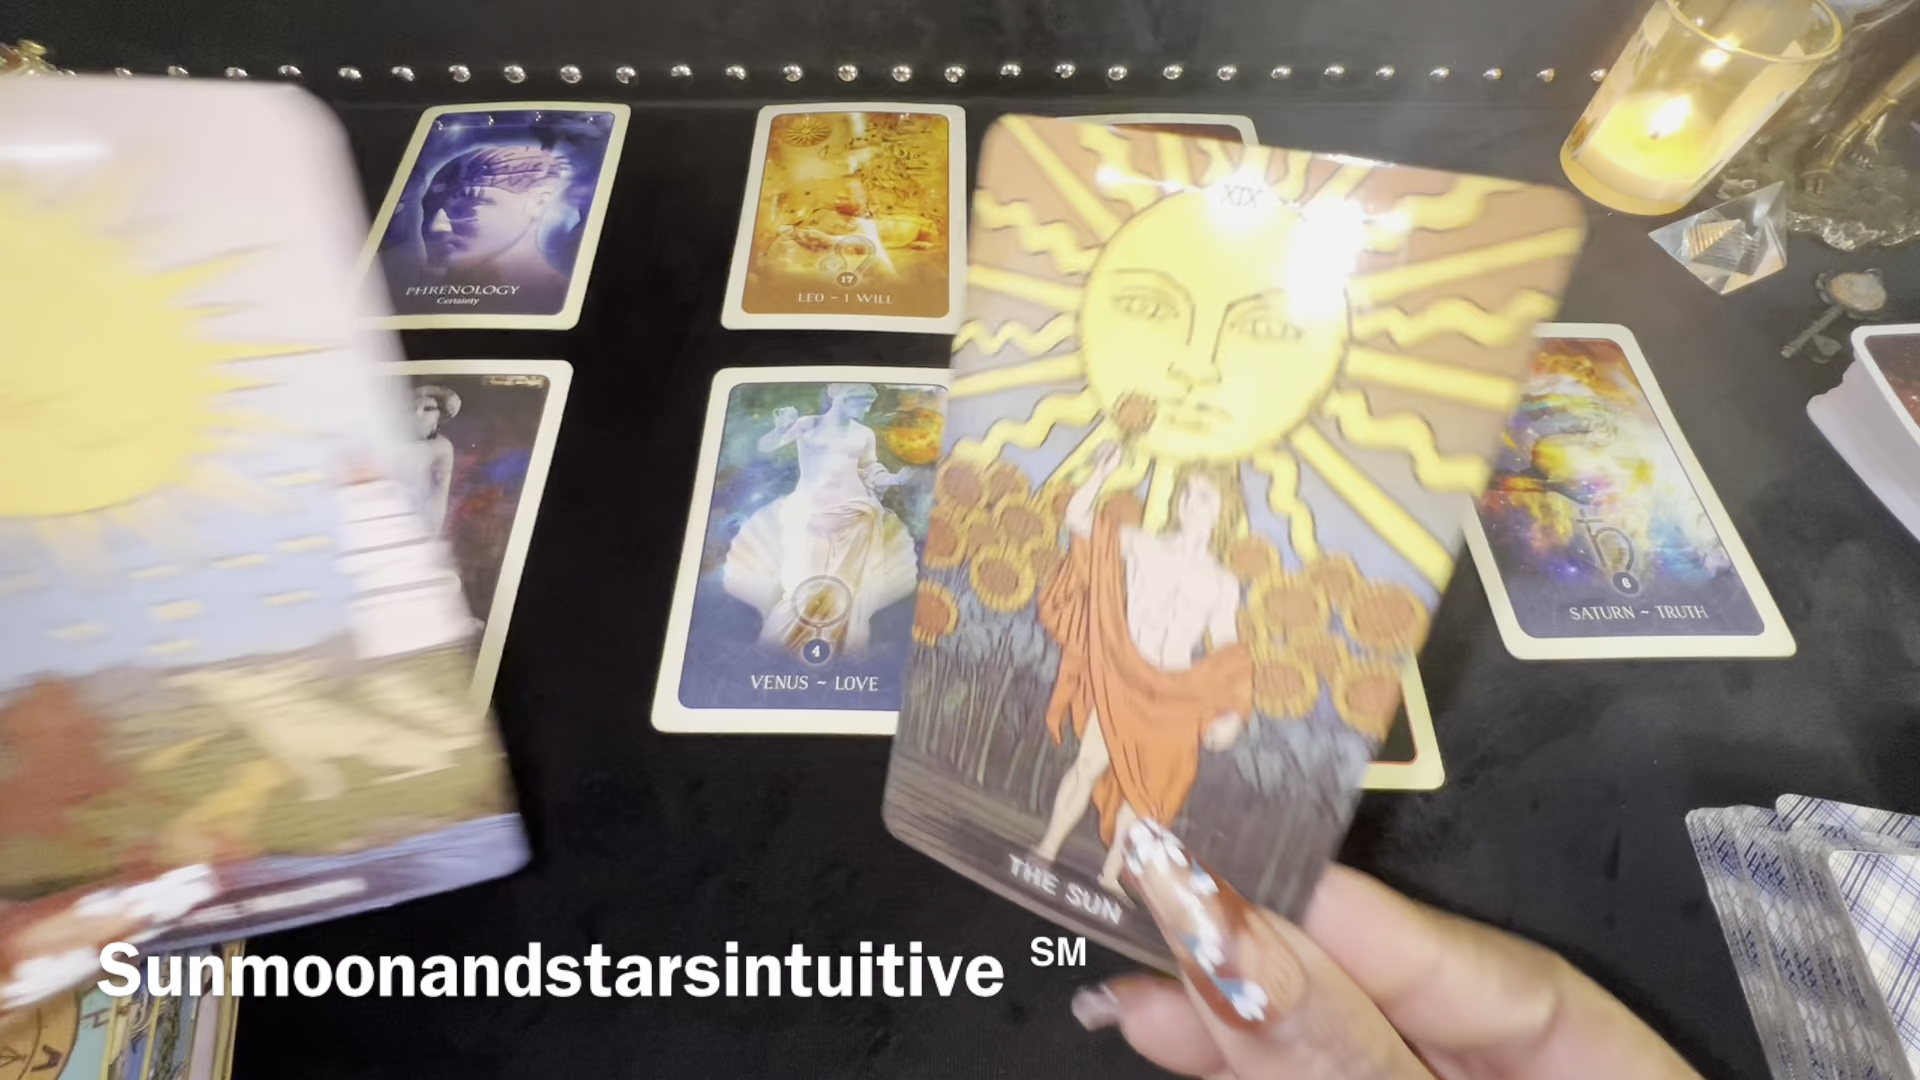 PHRENOLOGY
Certainty
17
LEO ~ I WILL
XIX
THE SUN
4
VENUS ~ LOVE
6
SATURN ~ TRUTH
Sunmoonandstarsintuitive SM